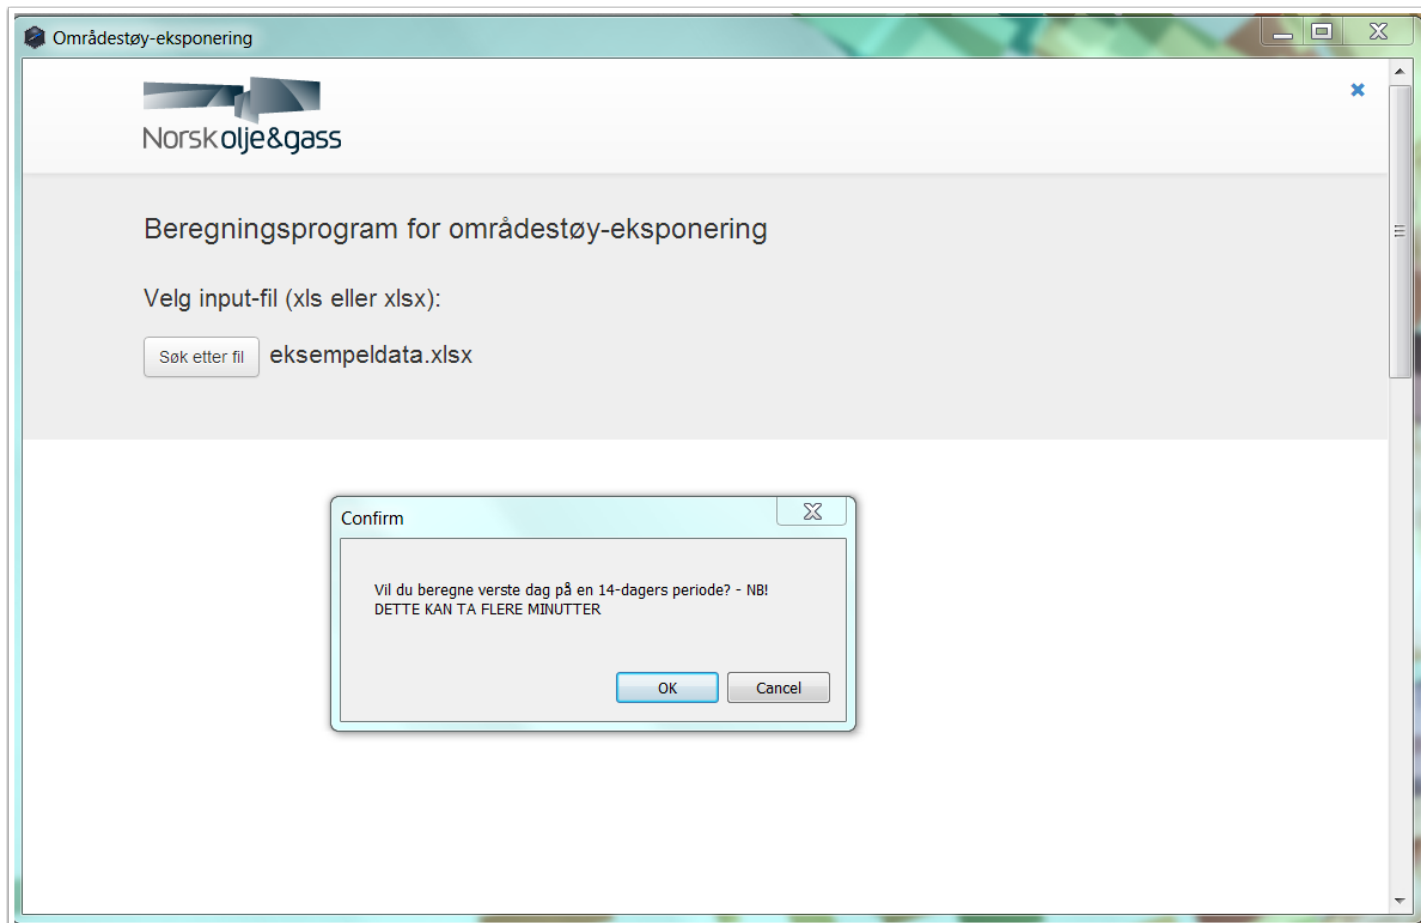 Områdestøy-eksponering
Norsk olje&gass
Beregningsprogram for områdestøy-eksponering
Velg input-fil (xls eller xlsx):
Søk etter fil eksempeldata.xlsx
Confirm
Vil du beregne verste dag på en 14-dagers periode? - NB!
DETTE KAN TA FLERE MINUTTER
OK Cancel